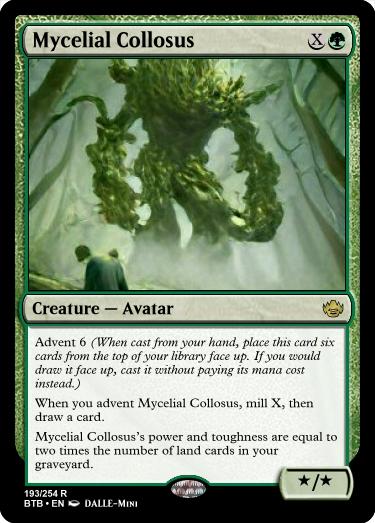 Mycelial Collosus X
Creature — Avatar
Advent 6 (When cast from your hand, place this card six
cards from the top of your library face up. If you would
draw it face up, cast it without paying its mana cost
instead.)
When you advent Mycelial Collosus, mill X, then
draw a card.
Mycelial Collosus's power and toughness are equal to
two times the number of land cards in your
graveyard.
★/★
193/254 R
BTB • EN DALLE-Mini